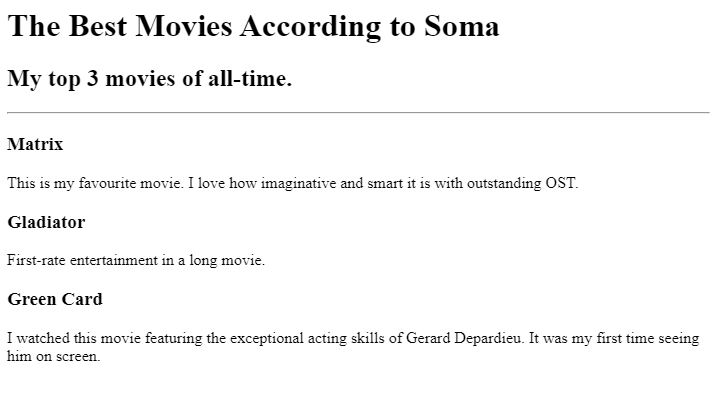 The Best Movies According to Soma
My top 3 movies of all-time.
Matrix
This is my favourite movie. I love how imaginative and smart it is with outstanding OST.
Gladiator
First-rate entertainment in a long movie.
Green Card
I watched this movie featuring the exceptional acting skills of Gerard Depardieu. It was my first time seeing
him on screen.